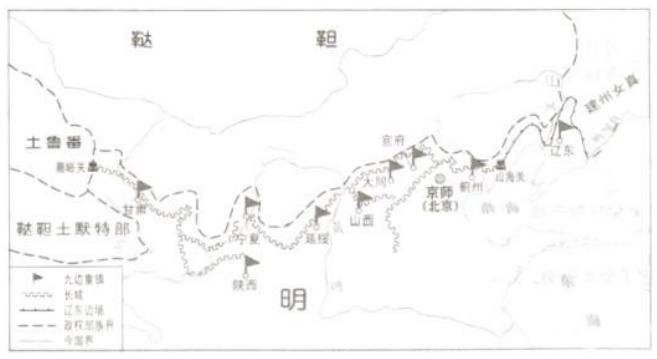 鞑靼
土鲁番
嘉峪关
甘肃
鞑靼土默特部
宁夏
陕西
延绥
山西
大同
宣府
京师
(北京)
蓟州
山海关
辽东
建州女真
明
九边重镇
长城
辽东边墙
政权部族界
今国界